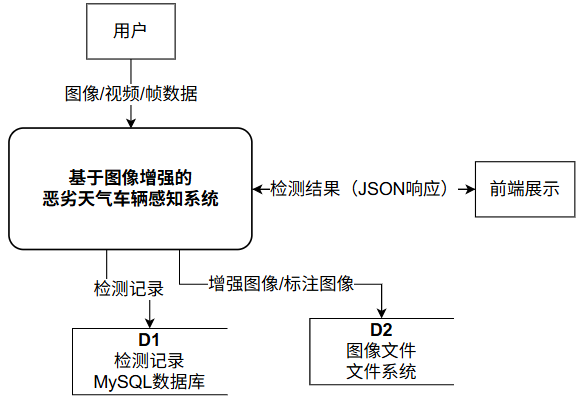 用户
图像/视频/帧数据
基于图像增强的
恶劣天气车辆感知系统
检测结果（JSON响应）
前端展示
检测记录
增强图像/标注图像
D1
检测记录
MySQL数据库
D2
图像文件
文件系统